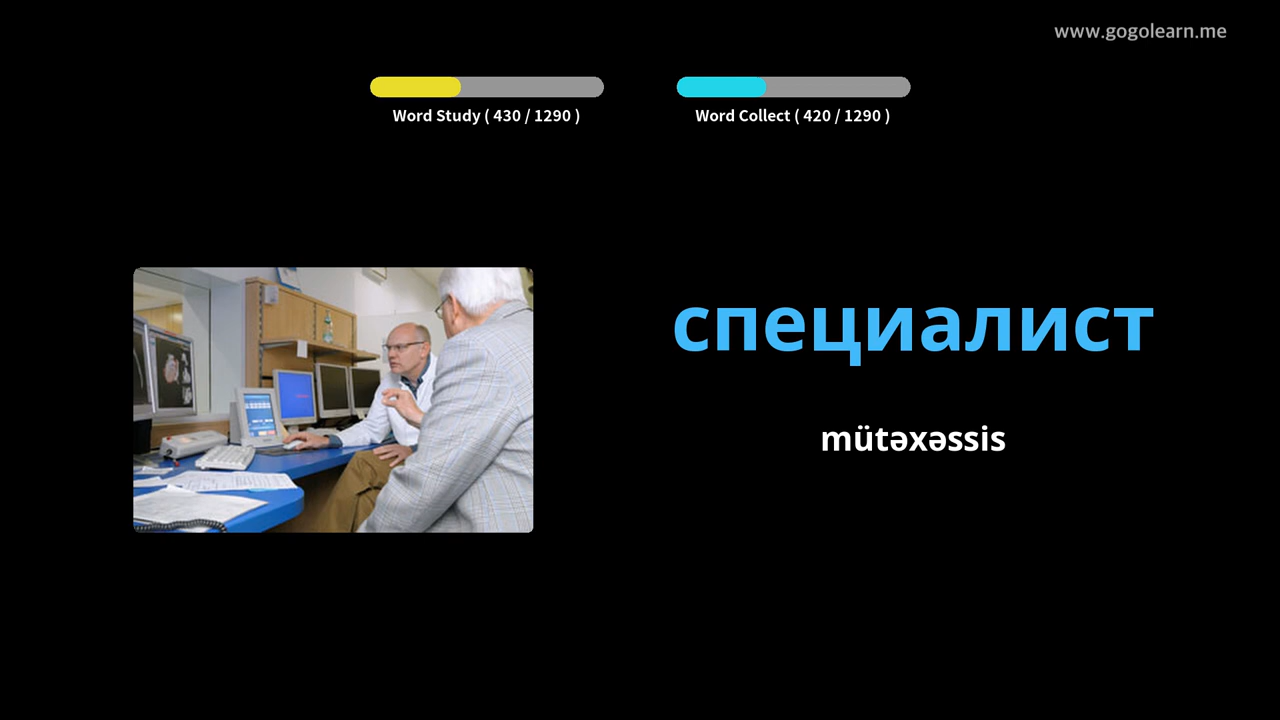 www.gogolearn.me
Word Study ( 430 / 1290 )
Word Collect ( 420 / 1290 )
специалист
mütəxəssis